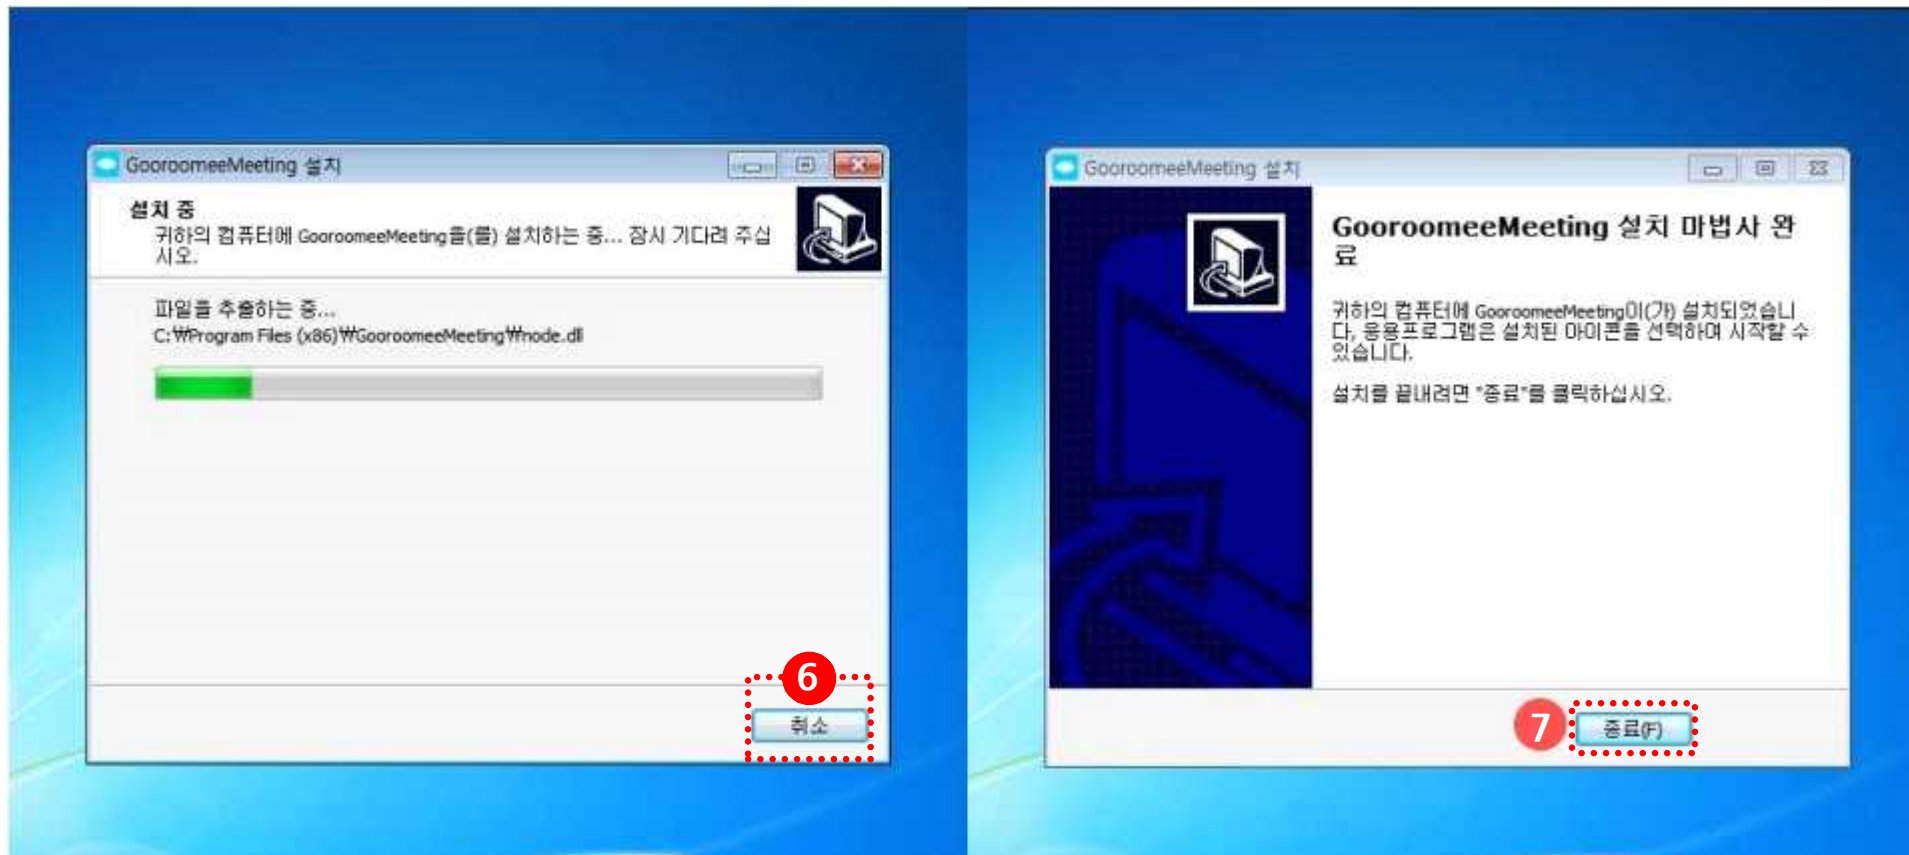 GooroomeeMeeting 설치
설치 중
귀하의 컴퓨터에 GooroomeeMeeting을(를) 설치하는 중... 잠시 기다려 주십
시오.
파일을 추출하는 중...
C:₩Program Files (x86)₩GooroomeeMeeting₩node.dll
6
취소
GooroomeeMeeting 설치
GooroomeeMeeting 설치 마법사 완
료
귀하의 컴퓨터에 GooroomeeMeeting이(가) 설치되었습니
다, 응용프로그램은 설치된 아이콘을 선택하여 시작할 수
있습니다.
설치를 끝내려면 "종료"를 클릭하십시오.
7
종료(F)